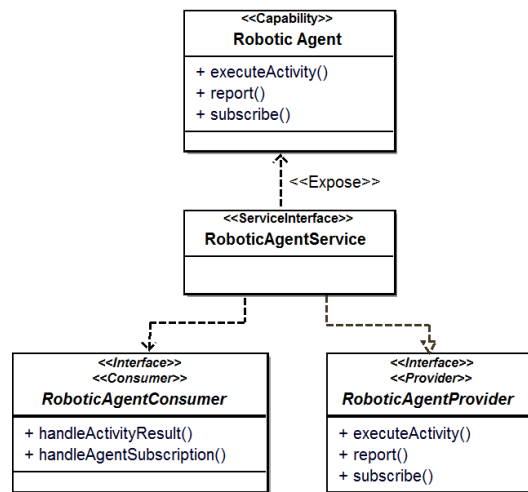 <<Capability>>
Robotic Agent
+ executeActivity()
+ report()
+ subscribe()
<<Expose>>
<<ServiceInterface>>
RoboticAgentService
<<Interface>>
<<Consumer>>
RoboticAgentConsumer
+ handleActivityResult()
+ handleAgentSubscription()
<<Interface>>
<<Provider>>
RoboticAgentProvider
+ executeActivity()
+ report()
+ subscribe()